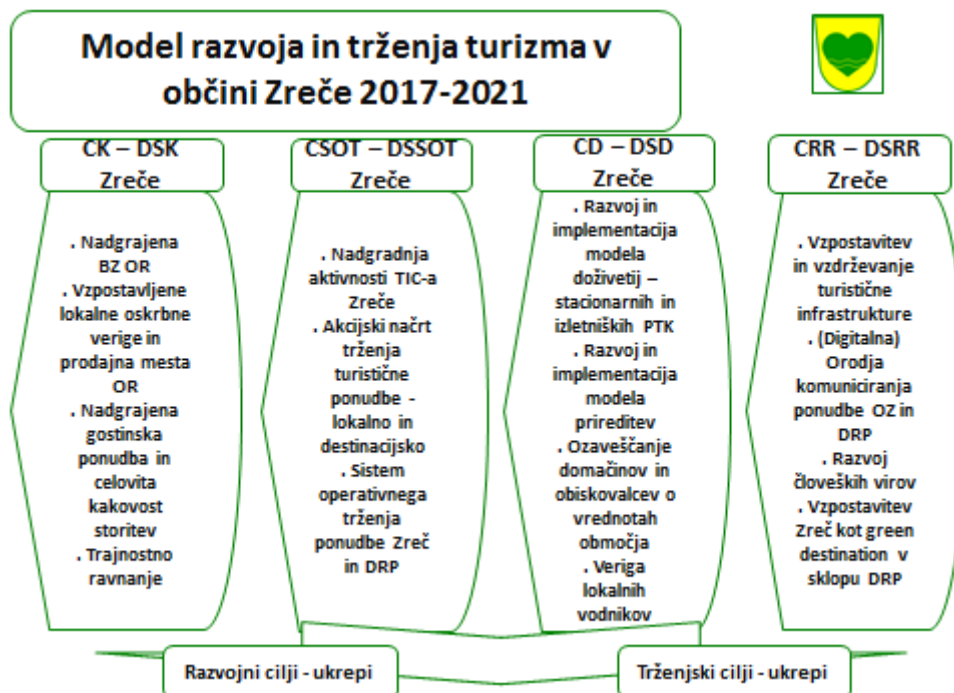 Model razvoja in trženja turizma v
občini Zreče 2017-2021
CK – DSK
Zreče
. Nadgrajena
BZ OR
. Vzpostavljene
lokalne oskrbne
verige in
prodajna mesta
OR
. Nadgrajena
gostinska
ponudba in
celovita
kakovost
storitev
. Trajnostno
ravnanje
CSOT – DSSOT
Zreče
. Nadgradnja
aktivnosti TIC-a
Zreče
. Akcijski načrt
trženja
turistične
ponudbe -
lokalno in
destinacijsko
. Sistem
operativnega
trženja
ponudbe Zreč
in DRP
CD – DSD
Zreče
. Razvoj in
implementacija
modela
doživetij –
stacionarnih in
izletniških PTK
. Razvoj in
implementacija
modela
prireditev
. Ozaveščanje
domačinov in
obiskovalcev o
vrednotah
območja
. Veriga
lokalnih
vodnikov
CRR – DSRR
Zreče
. Vzpostavitev
in vzdrževanje
turistične
infrastrukture
. (Digitalna)
Orodja
komuniciranja
ponudbe OZ in
DRP
. Razvoj
človeških virov
. Vzpostavitev
Zreč kot green
destination v
sklopu DRP
Razvojni cilji - ukrepi
Trženjski cilji - ukrepi